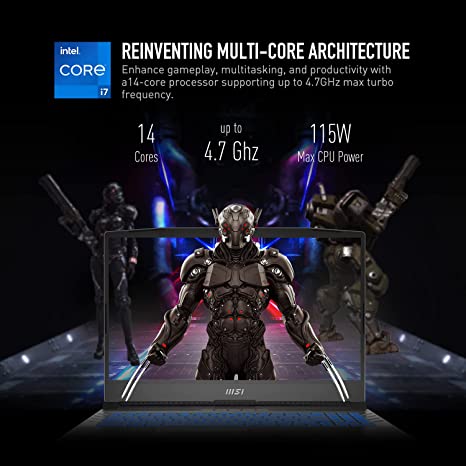 intel.
CORE
i7
REINVENTING MULTI-CORE ARCHITECTURE
Enhance gameplay, multitasking, and productivity with
a14-core processor supporting up to 4.7GHz max turbo
frequency.
14
Cores
up to
4.7 Ghz
115W
Max CPU Power
msi